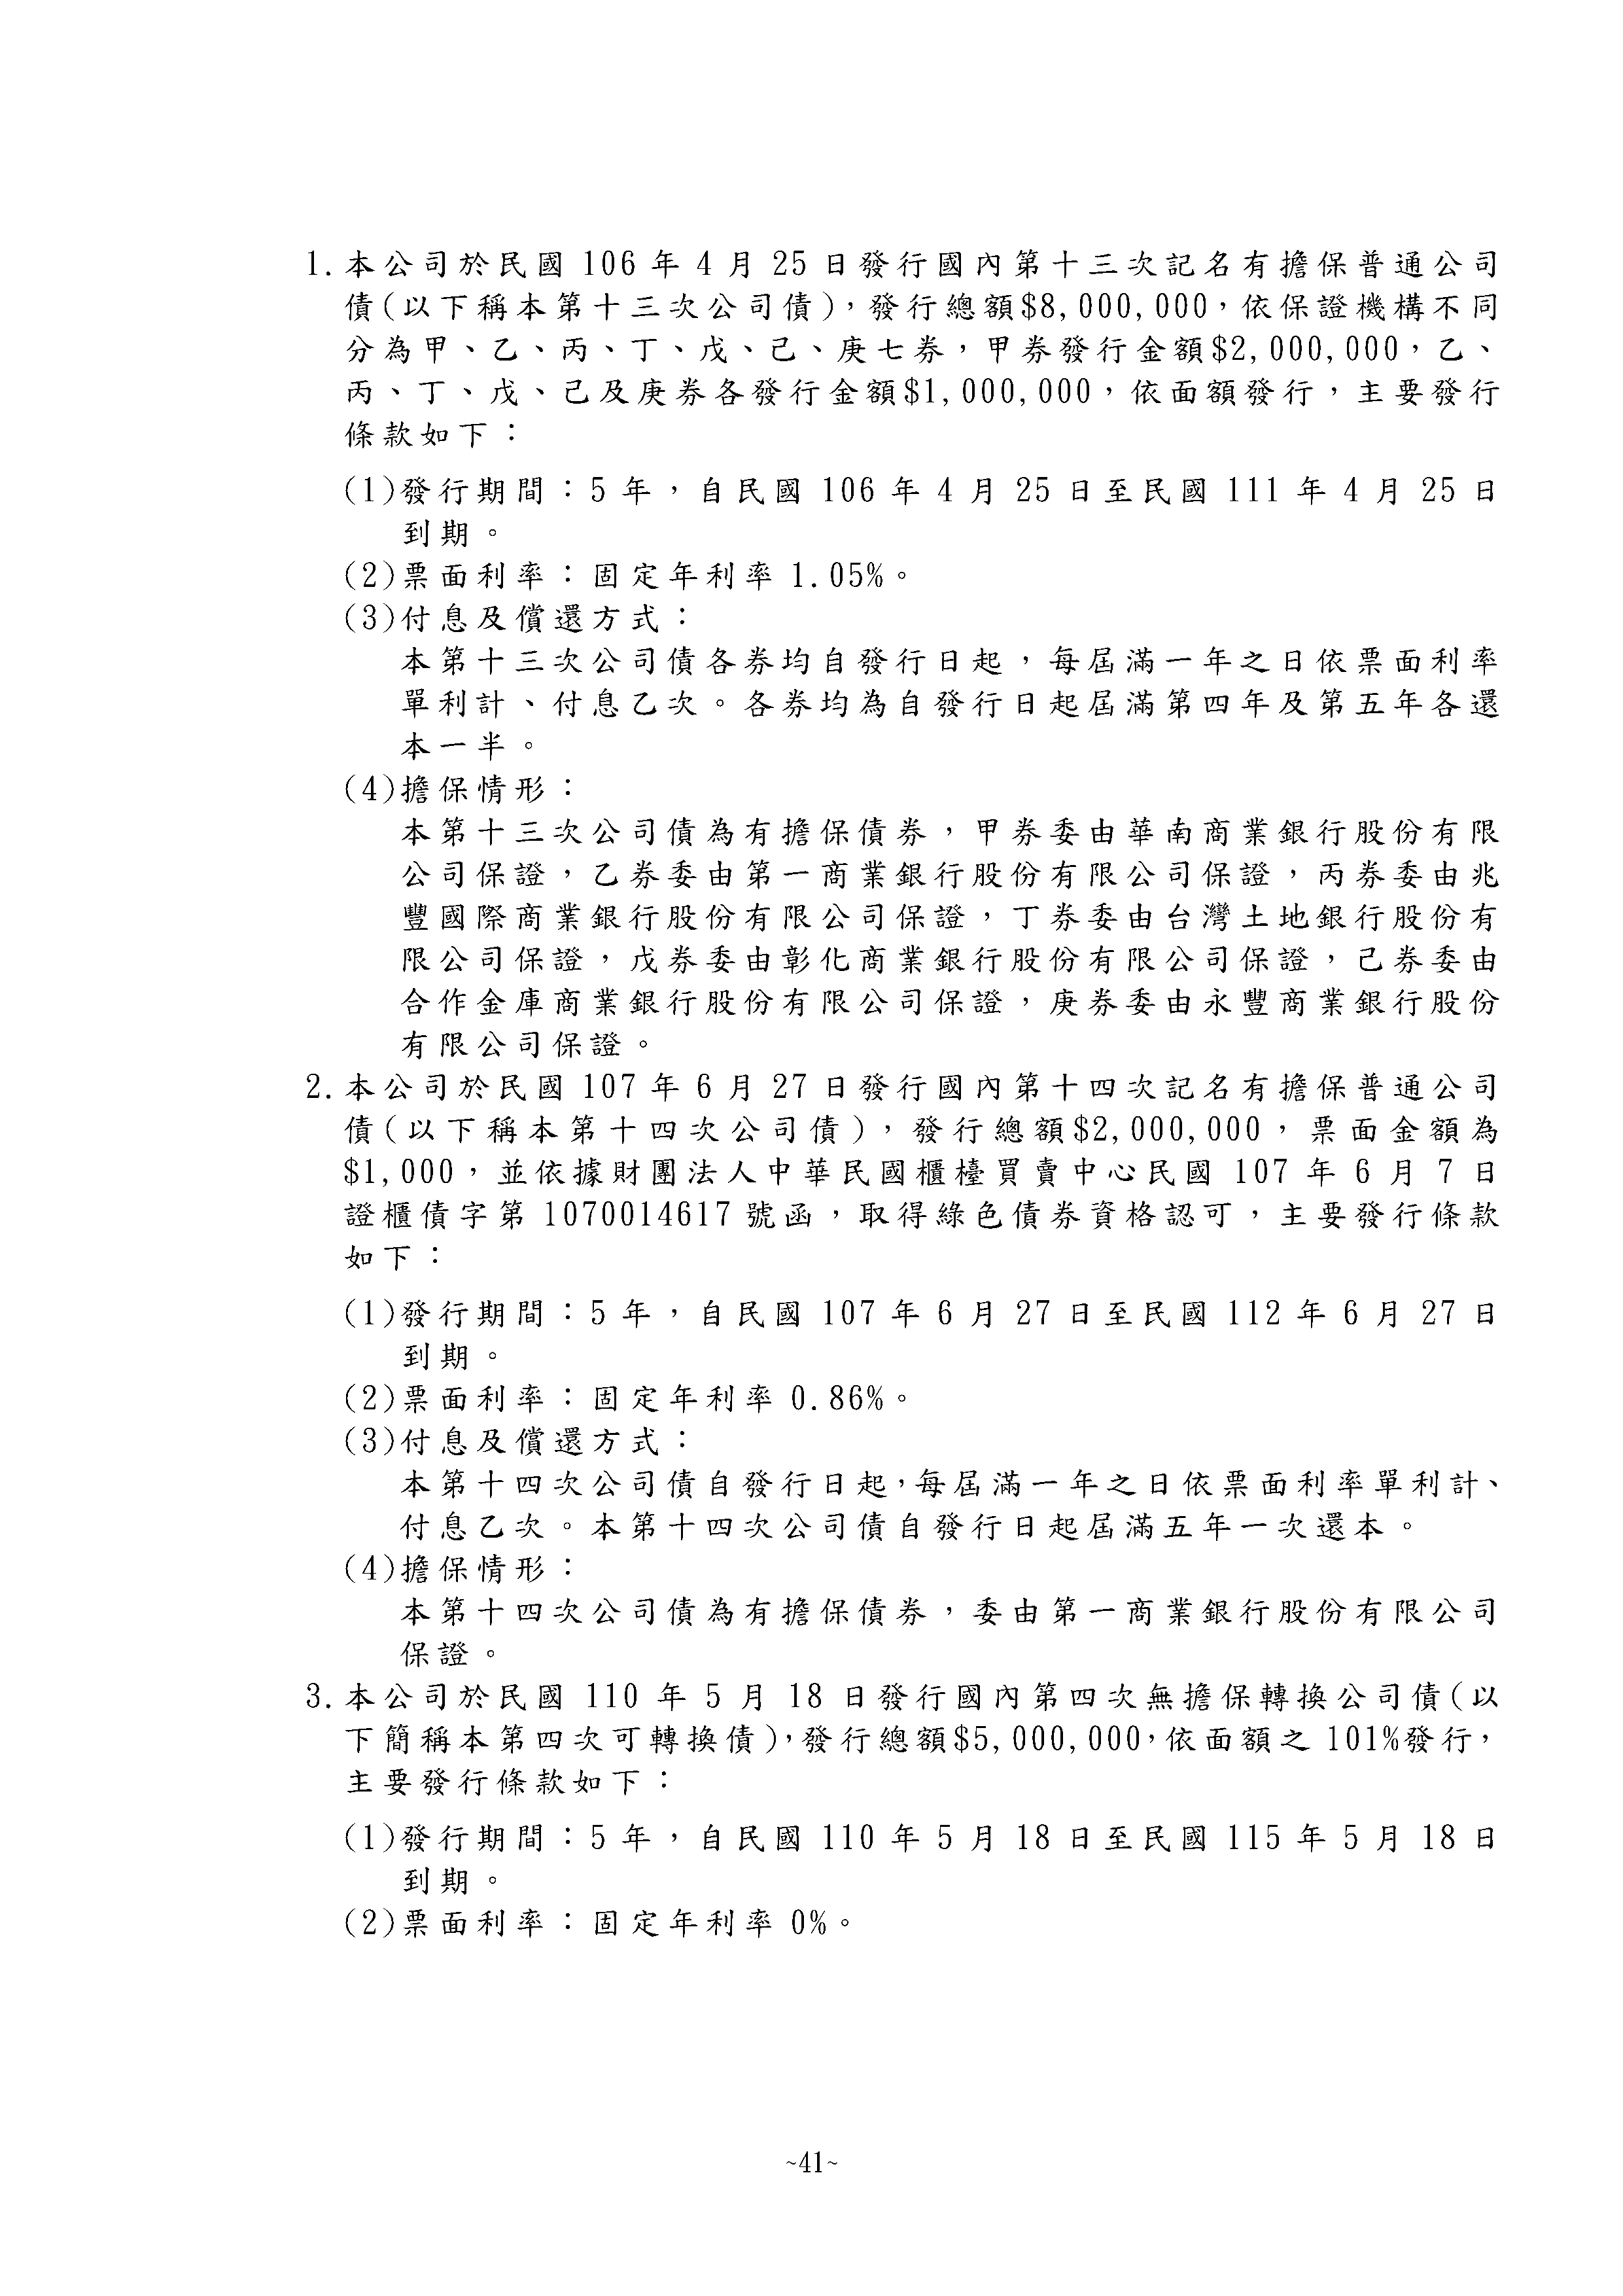 1.本公司於民國 106 年 4 月 25 日發行國內第十三次記名有擔保普通公司
債(以下稱本第十三次公司債)，發行總額$8,000,000，依保證機構不同
分為甲、乙、丙、丁、戊、己、庚七券，甲券發行金額$2,000,000，乙、
丙、丁、戊、己及庚券各發行金額$1,000,000，依面額發行，主要發行
條款如下：
(1)發行期間：5 年，自民國 106 年 4 月 25 日至民國 111 年 4 月 25 日
到期。
(2)票面利率：固定年利率 1.05%。
(3)付息及償還方式：
本第十三次公司債各券均自發行日起，每屆滿一年之日依票面利率
單利計、付息乙次。各券均為自發行日起屆滿第四年及第五年各還
本一半。
(4)擔保情形：
本第十三次公司債為有擔保債券，甲券委由華南商業銀行股份有限
公司保證，乙券委由第一商業銀行股份有限公司保證，丙券委由兆
豐國際商業銀行股份有限公司保證，丁券委由台灣土地銀行股份有
限公司保證，戊券委由彰化商業銀行股份有限公司保證，己券委由
合作金庫商業銀行股份有限公司保證，庚券委由永豐商業銀行股份
有限公司保證。
2.本公司於民國 107 年 6 月 27 日發行國內第十四次記名有擔保普通公司
債(以下稱本第十四次公司債)，發行總額$2,000,000，票面金額為
$1,000，並依據財團法人中華民國櫃檯買賣中心民國 107 年 6 月 7 日
證櫃債字第 1070014617 號函，取得綠色債券資格認可，主要發行條款
如下：
(1)發行期間：5 年，自民國 107 年 6 月 27 日至民國 112 年 6 月 27 日
到期。
(2)票面利率：固定年利率 0.86%。
(3)付息及償還方式：
本第十四次公司債自發行日起，每屆滿一年之日依票面利率單利計、
付息乙次。本第十四次公司債自發行日起屆滿五年一次還本。
(4)擔保情形：
本第十四次公司債為有擔保債券，委由第一商業銀行股份有限公司
保證。
3.本公司於民國 110 年 5 月 18 日發行國內第四次無擔保轉換公司債(以
下簡稱本第四次可轉換債)，發行總額$5,000,000，依面額之 101%發行，
主要發行條款如下：
(1)發行期間：5 年，自民國 110 年 5 月 18 日至民國 115 年 5 月 18 日
到期。
(2)票面利率：固定年利率 0%。
~41~